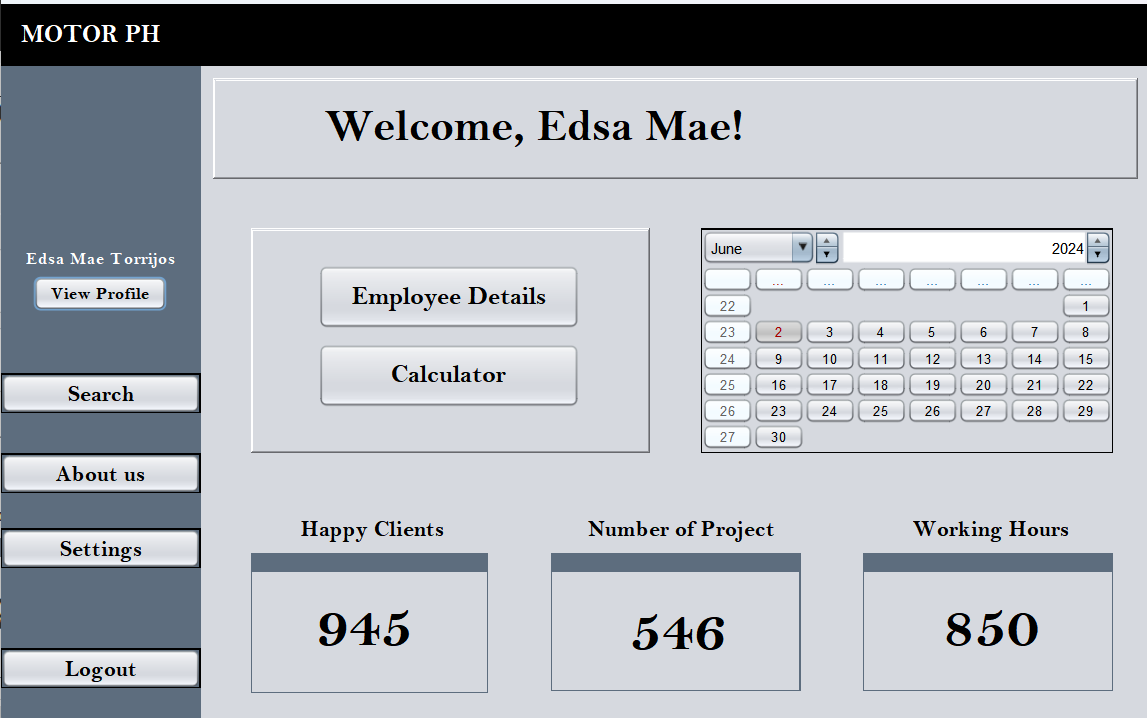 MOTOR PH
Welcome, Edsa Mae!
Edsa Mae Torrijos
View Profile
Search
About us
Settings
Logout
Employee Details
Calculator
June 2024
... ... ... ... ... ... ...
22 1
23 2 3 4 5 6 7 8
24 9 10 11 12 13 14 15
25 16 17 18 19 20 21 22
26 23 24 25 26 27 28 29
27 30
Happy Clients
945
Number of Project
546
Working Hours
850